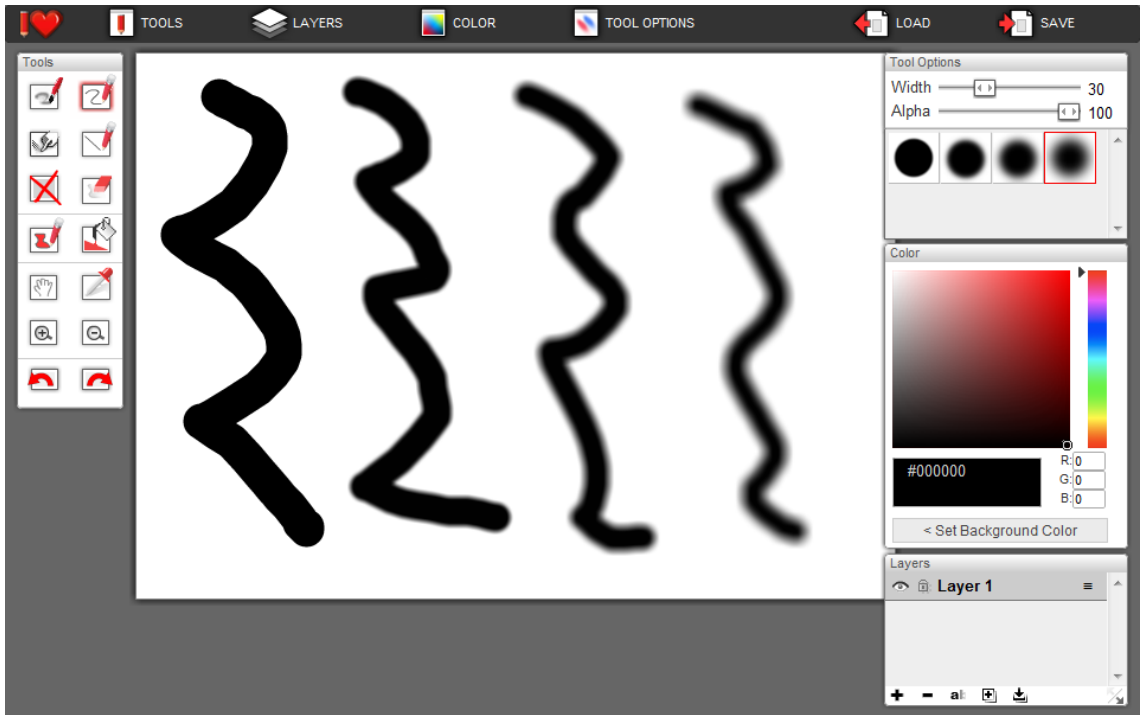 TOOLS
LAYERS
COLOR
TOOL OPTIONS
LOAD
SAVE
Tools
Tool Options
Width
30
Alpha
100
Color
#000000
R: 0
G: 0
B: 0
< Set Background Color
Layers
Layer 1